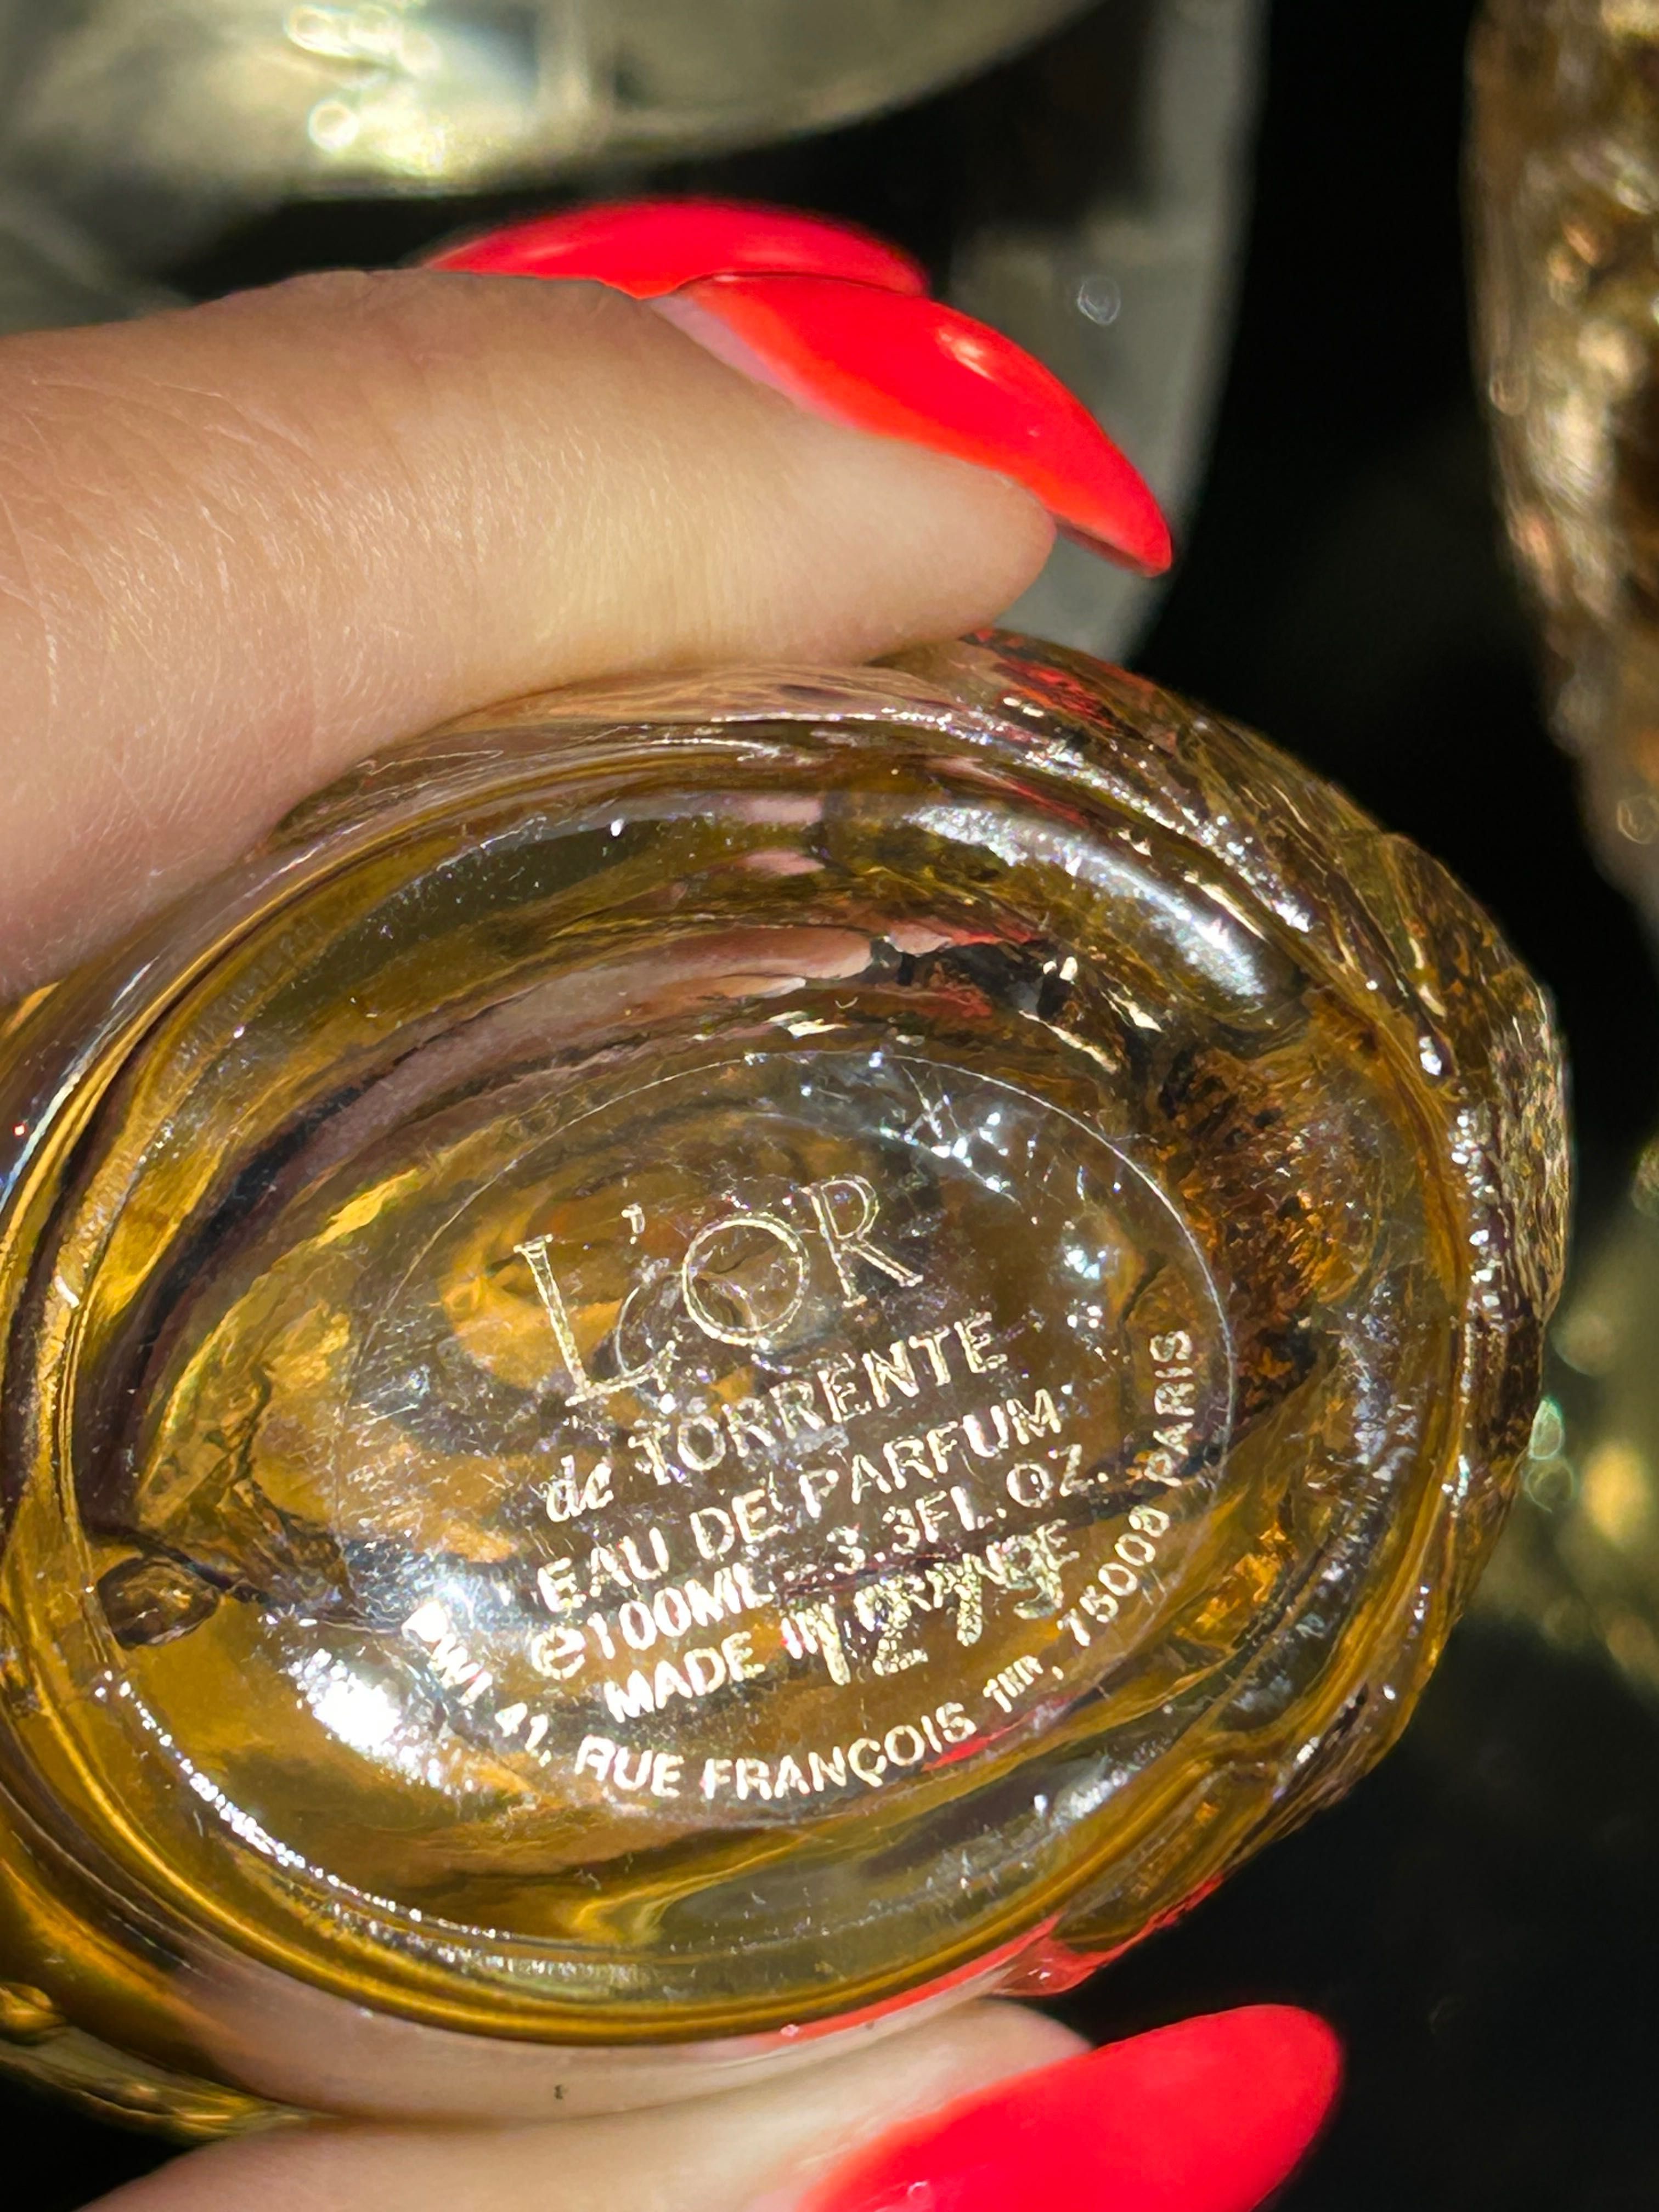 L'OR
de TORRENTE
EAU DE PARFUM
e100ML 3.3FL.OZ.
MADE IN FRANCE
41, RUE FRANÇOIS 1ER, 75008 PARIS